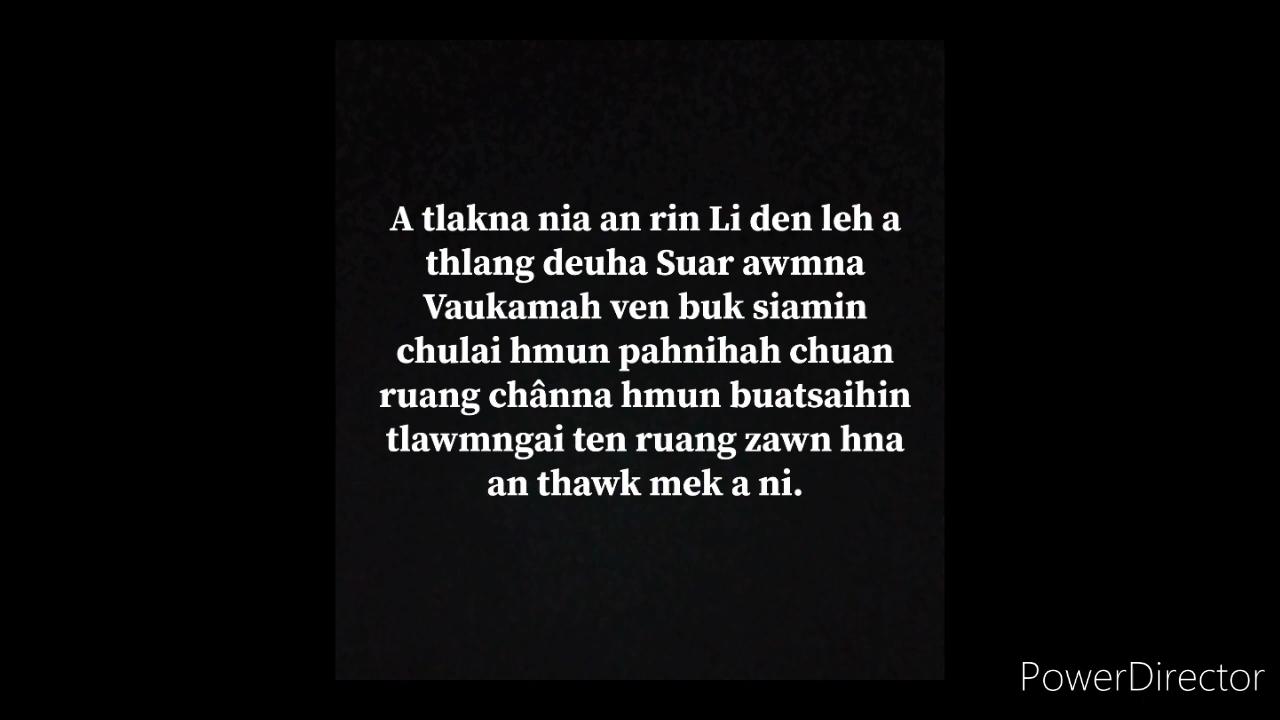 A tlakna nia an rin Li den leh a
thlang deuha Suar awmna
Vaukamah ven buk siamin
chulai hmun pahnihah chuan
ruang chânna hmun buatsaihin
tlawmngai ten ruang zawn hna
an thawk mek a ni.
PowerDirector